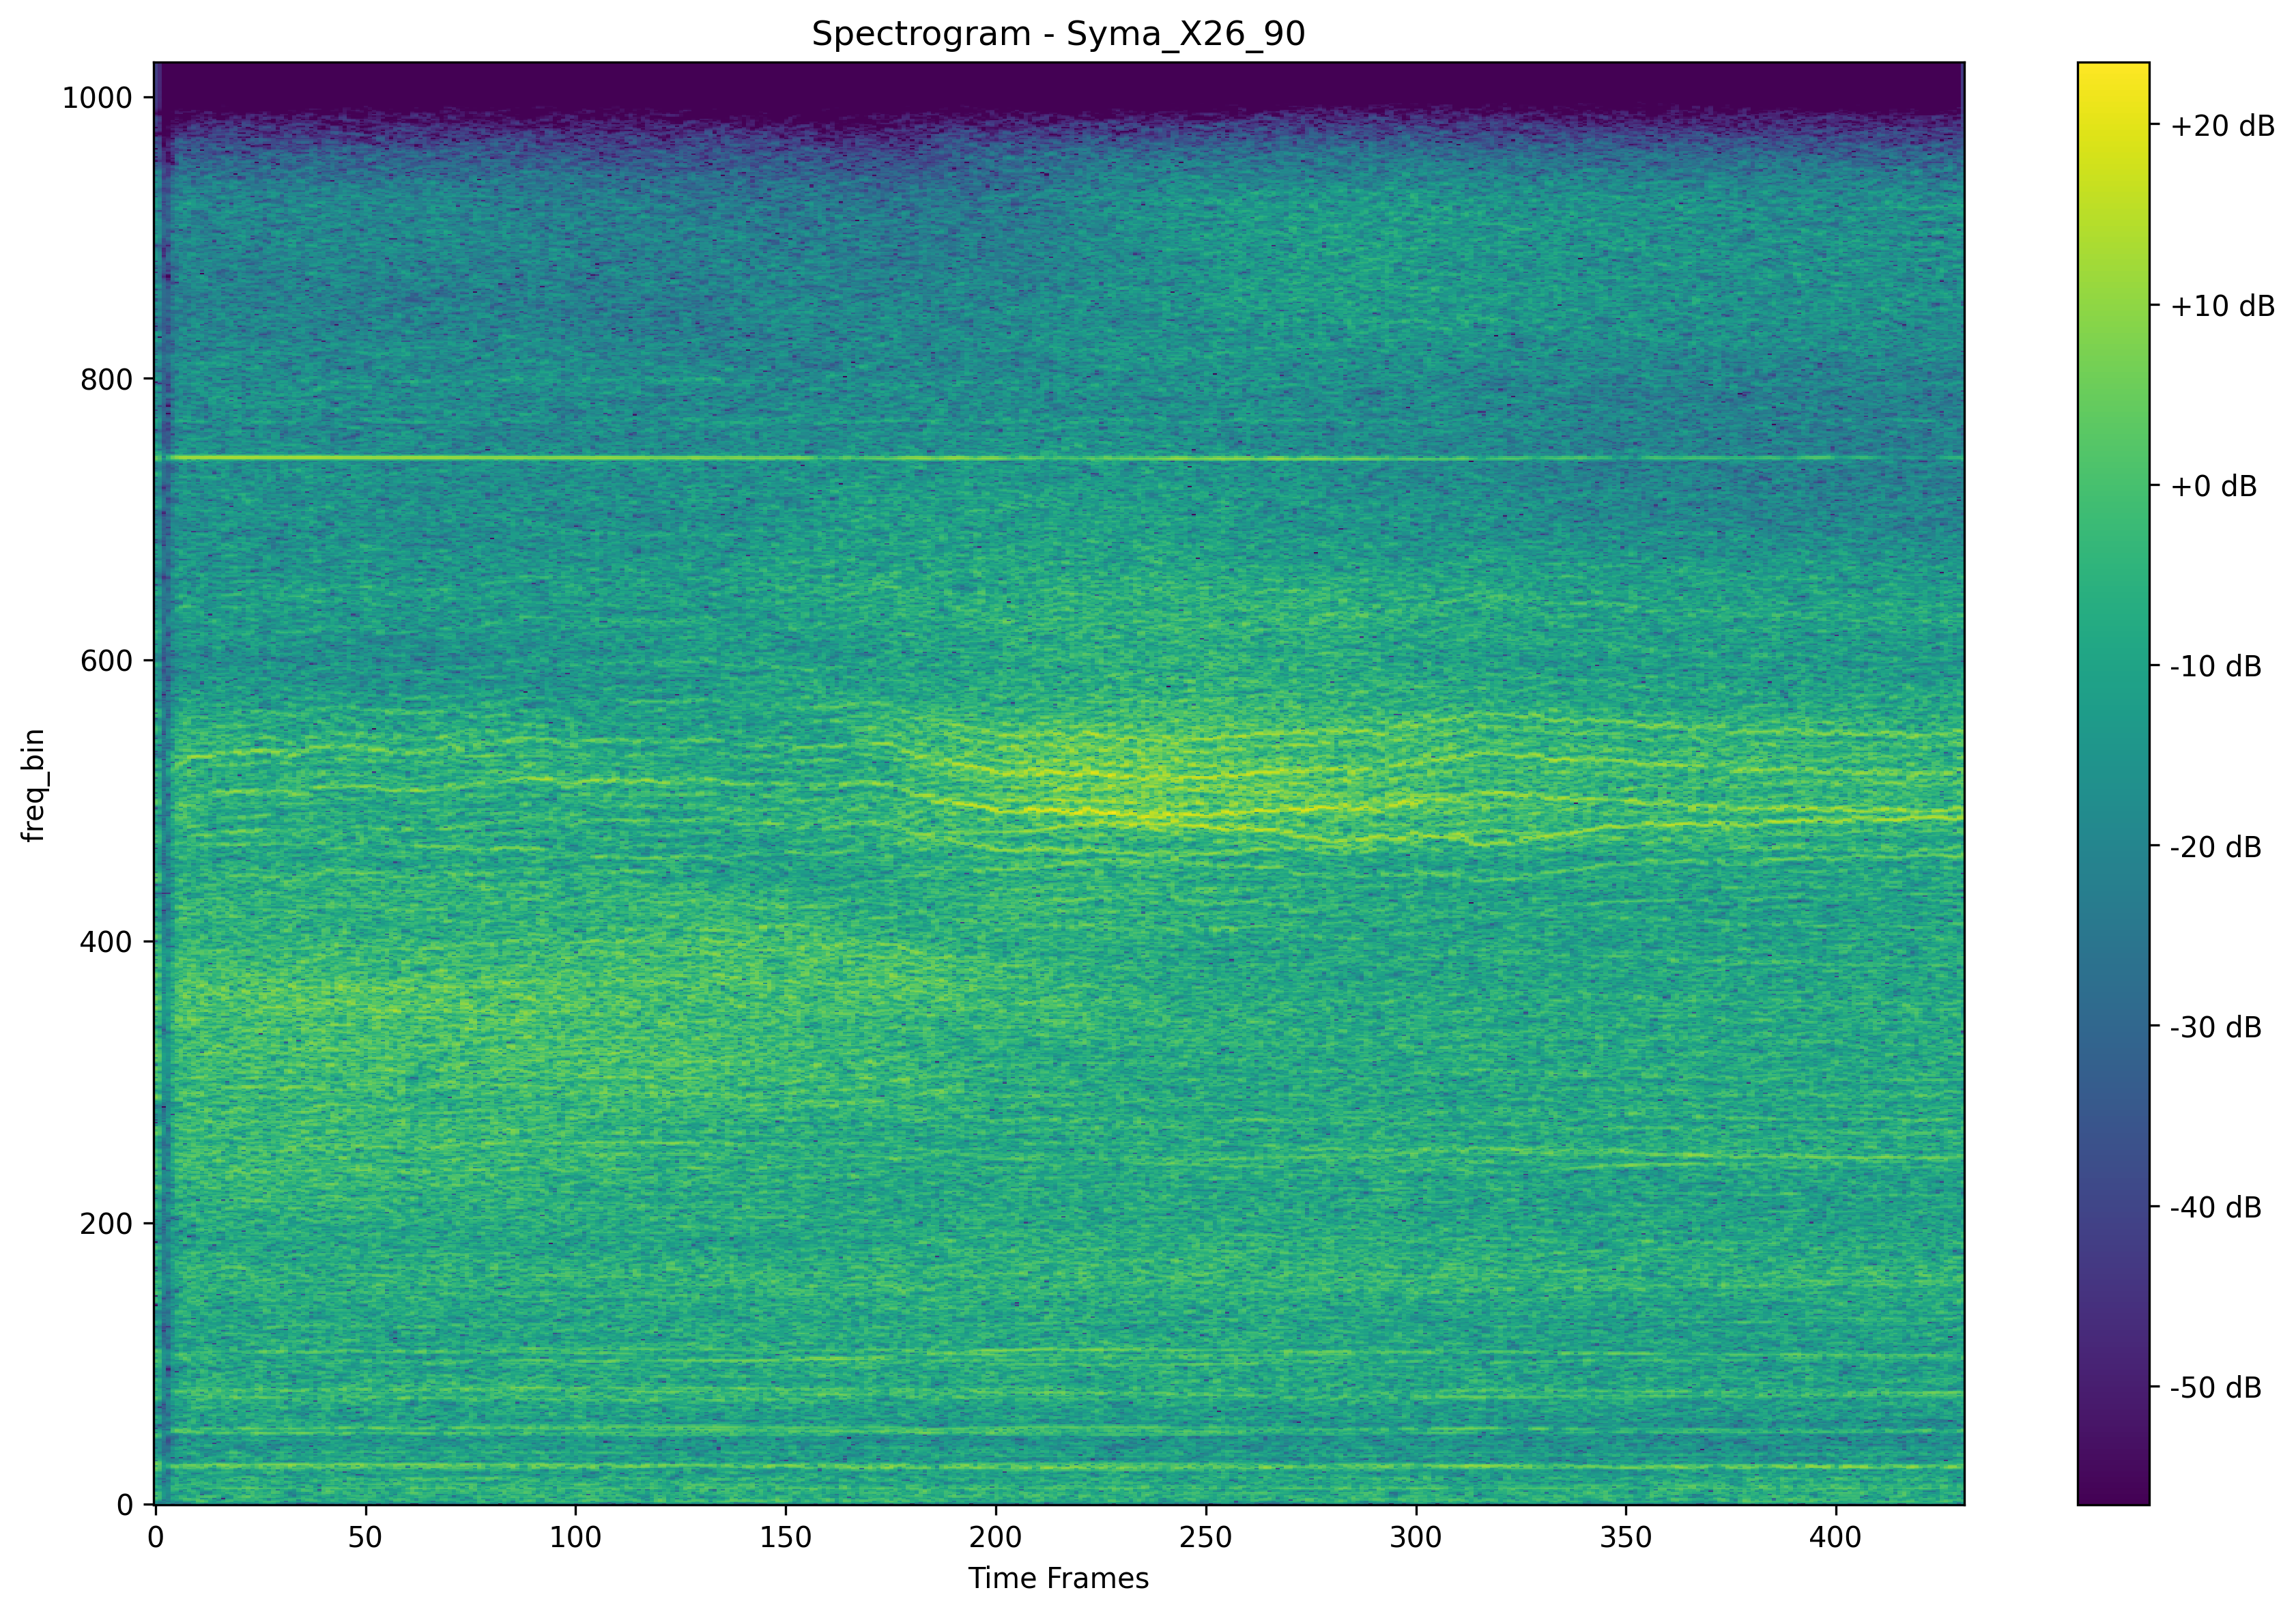 Spectrogram - Syma_X26_90
1000
800
600
400
200
0
freq_bin
0 50 100 150 200 250 300 350 400
Time Frames
+20 dB
+10 dB
+0 dB
-10 dB
-20 dB
-30 dB
-40 dB
-50 dB